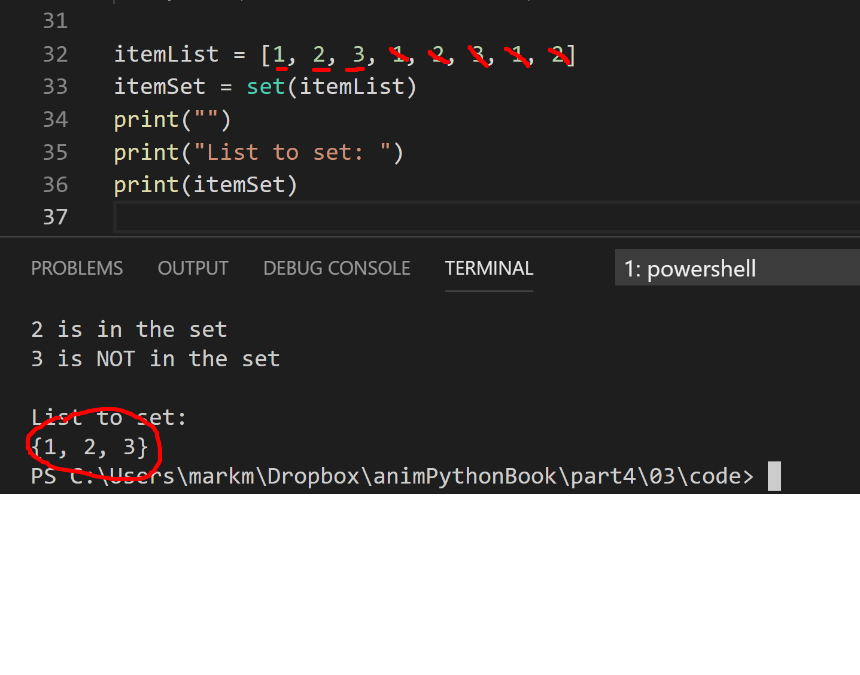 31
32 itemList = [1, 2, 3, 1, 2, 3, 1, 2]
33 itemSet = set(itemList)
34 print("")
35 print("List to set: ")
36 print(itemSet)
37
PROBLEMS OUTPUT DEBUG CONSOLE TERMINAL 1: powershell
2 is in the set
3 is NOT in the set
List to set:
{1, 2, 3}
PS C:\Users\markm\Dropbox\animPythonBook\part4\03\code>